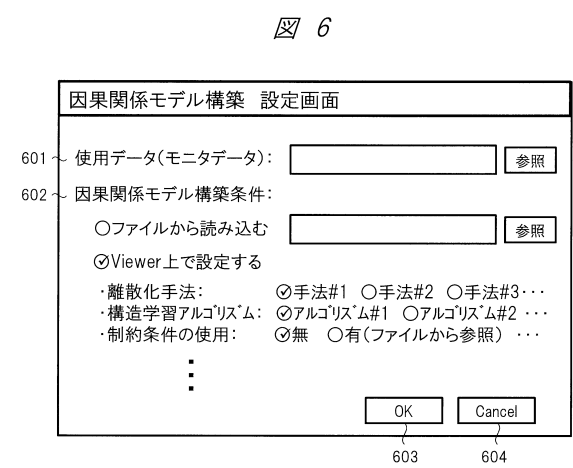 図 6
因果関係モデル構築 設定画面
601 使用データ(モニタデータ): 参照
602 因果関係モデル構築条件:
○ファイルから読み込む 参照
Viewer上で設定する
・離散化手法: 手法#1 ○手法#2 ○手法#3・・・
・構造学習アルゴリズム: アルゴリズム#1 ○アルゴリズム#2 ・・・
・制約条件の使用: 無 ○有(ファイルから参照) ・・・
OK Cancel
603 604